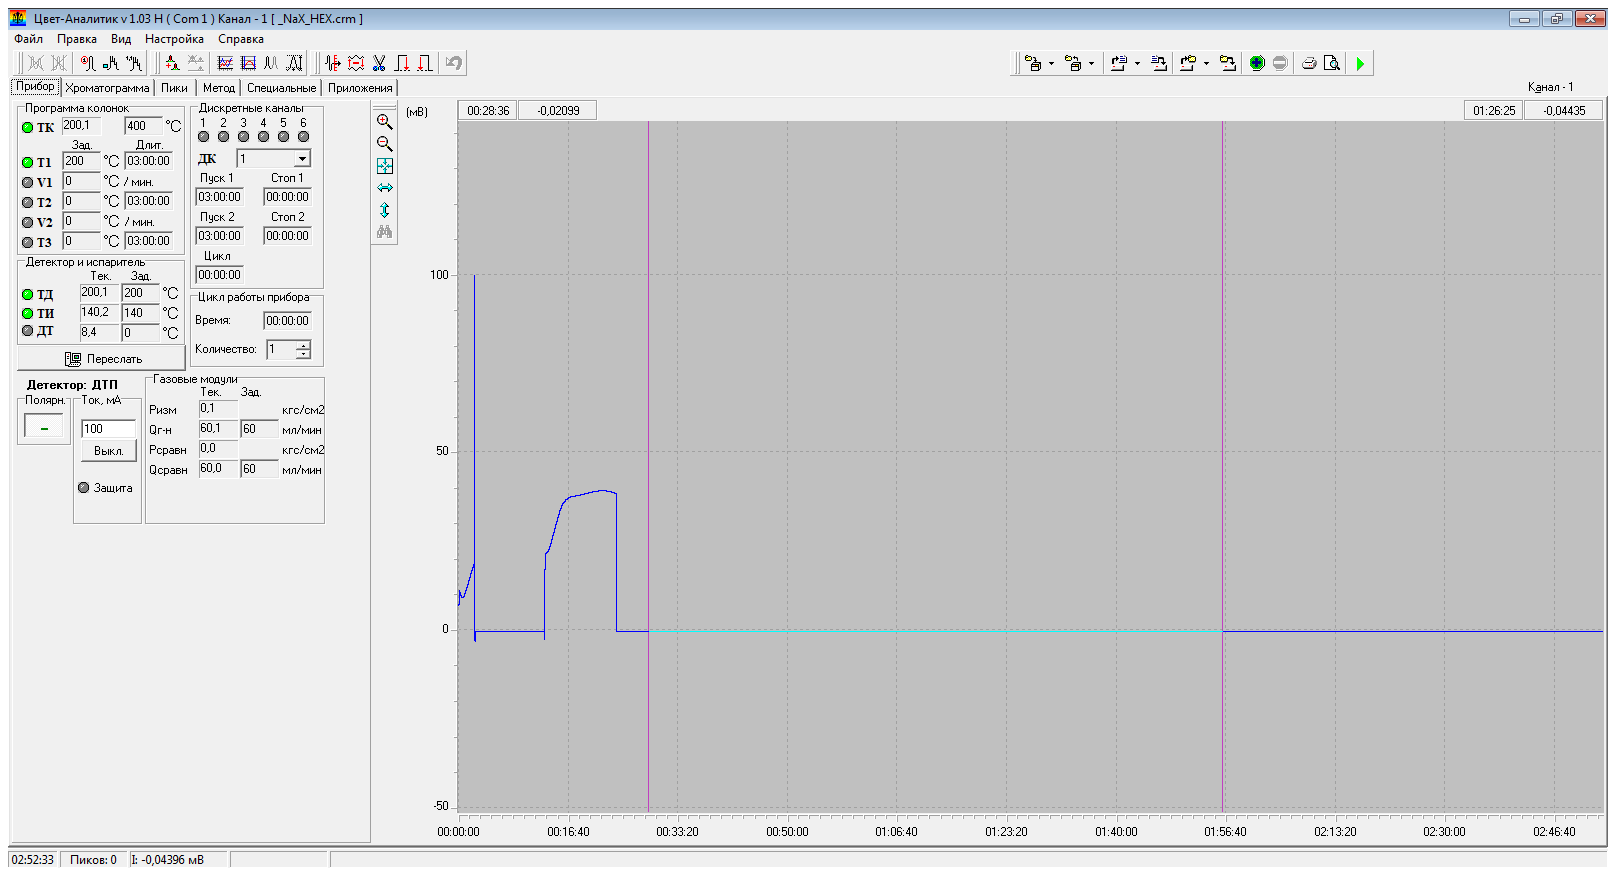 Цвет-Аналитик v 1.03 Н ( Com 1 ) Канал - 1 [ _NaX_HEX.crm ]
Файл Правка Вид Настройка Справка
Прибор Хроматограмма Пики Метод Специальные Приложения
Канал - 1
Программа колонок
ТК 200,1 400 °C
Зад. Длит.
T1 200 °C 03:00:00
V1 0 °C / мин.
T2 0 °C 03:00:00
V2 0 °C / мин.
T3 0 °C 03:00:00
Детектор и испаритель
Тек. Зад.
ТД 200,1 200 °C
ТИ 140,2 140 °C
ДТ 8,4 0 °C
Переслать
Дискретные каналы
1 2 3 4 5 6
ДК 1
Пуск 1 Стоп 1
03:00:00 00:00:00
Пуск 2 Стоп 2
03:00:00 00:00:00
Цикл
00:00:00
Цикл работы прибора
Время: 00:00:00
Количество: 1
Детектор: ДТП
Полярн.
-
Ток, мА
100
Выкл.
Защита
Газовые модули
Тек. Зад.
Pизм 0,1 кгс/см2
Qг-н 60,1 60 мл/мин
Pсравн 0,0 кгс/см2
Qсравн 60,0 60 мл/мин
(мВ)
00:28:36 -0,02099
01:26:25 -0,04435
100
50
0
-50
00:00:00 00:16:40 00:33:20 00:50:00 01:06:40 01:23:20 01:40:00 01:56:40 02:13:20 02:30:00 02:46:40
02:52:33 Пиков: 0 I: -0,04396 мВ